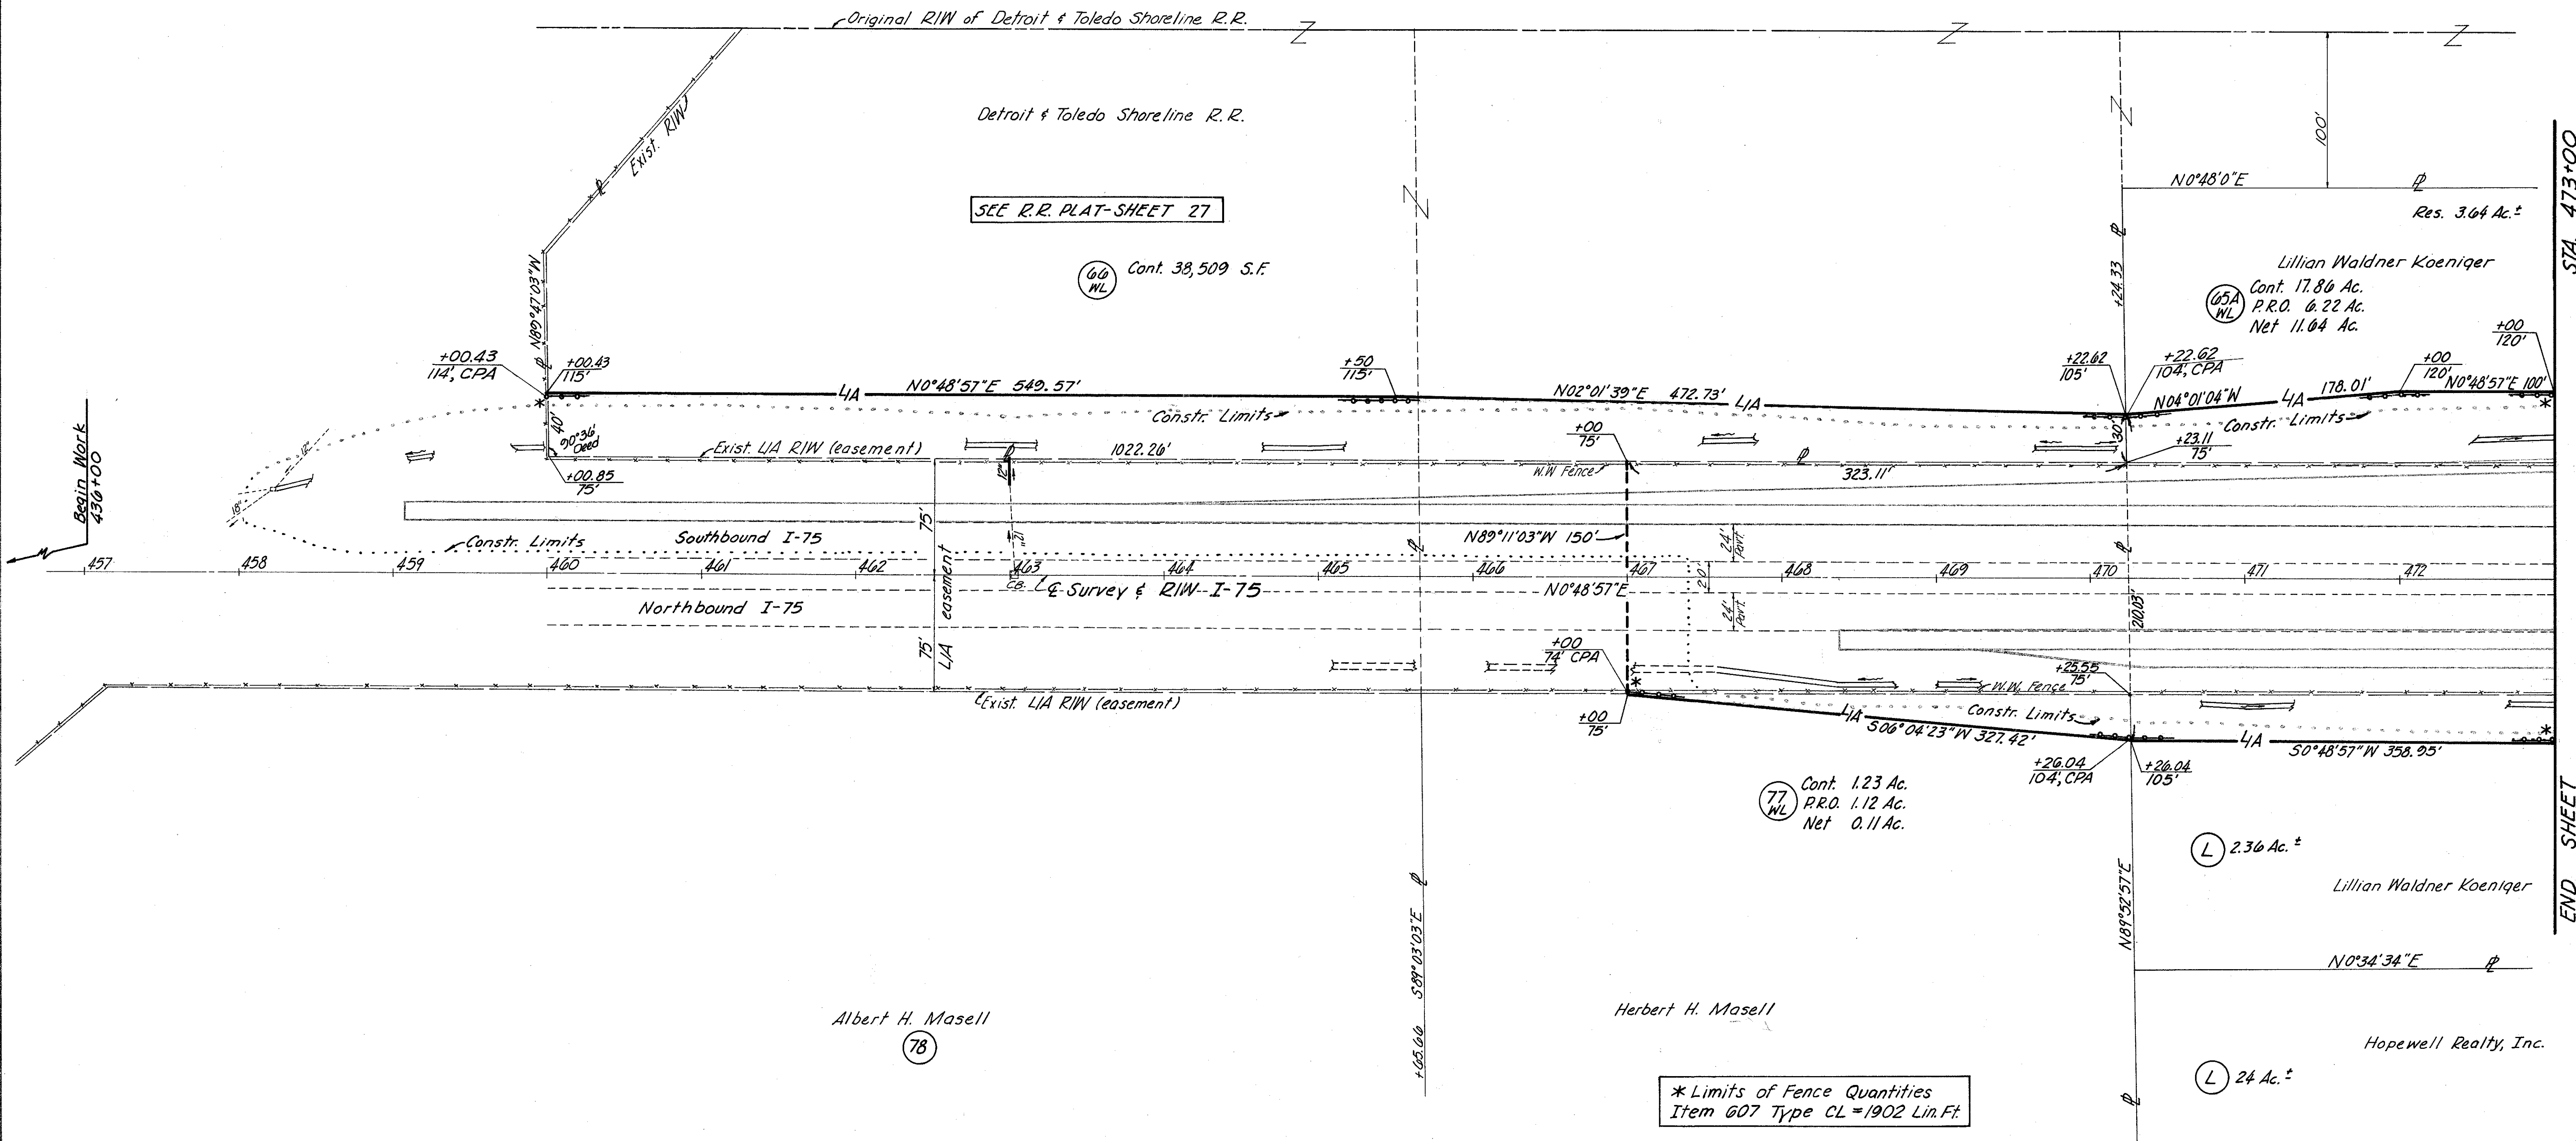 Original R/W of Detroit & Toledo Shoreline R.R.
Exist. R/W
Detroit & Toledo Shoreline R.R.
SEE R.R. PLAT-SHEET 27
66 WL
Cont. 38,509 S.F.
100'
N0°48'0"E
Res. 3.64 Ac.±
Lillian Waldner Koeniger
65A WL
Cont. 17.86 Ac.
P.R.O. 6.22 Ac.
Net 11.64 Ac.
STA. 473+00
N89°47'03"W
+24.33
+00.43
114', CPA
+00.43
115'
N0°48'57"E 549.57'
L/A
+50
115'
N02°01'39"E 472.73'
L/A
+22.62
105'
+22.62
104', CPA
N04°01'04"W
L/A
178.01'
+00
120'
N0°48'57"E 100'
+00
120'
*
*
Constr. Limits
Constr. Limits
40'
90°36'
Deed
+00.85
75'
Exist. L/A R/W (easement)
12"
1022.26'
+00
75'
W.W. Fence
323.11'
30'
+23.11
75'
Begin Work
436+00
12"
18"
Constr. Limits
Southbound I-75
75'
12"
N89°11'03"W 150'
24'
Pav't.
457
458
459
460
461
462
463
464
465
466
467
468
469
470
471
472
easement
C.B.
℄ Survey & R/W I-75
N0°48'57"E
20'
Northbound I-75
24'
Pav't.
210.03'
75'
L/A
+00
74' CPA
+25.55
75'
W.W. Fence
*
Exist. L/A R/W (easement)
+00
75'
L/A
Constr. Limits
S06°04'23"W 327.42'
L/A
S0°48'57"W 358.95'
*
+26.04
104', CPA
+26.04
105'
77 WL
Cont. 1.23 Ac.
P.R.O. 1.12 Ac.
Net 0.11 Ac.
END SHEET
L
2.36 Ac.±
Lillian Waldner Koeniger
N89°52'57"E
S89°03'03"E
+65.66
N0°34'34"E
Albert H. Masell
78
Herbert H. Masell
Hopewell Realty, Inc.
L
24 Ac.±
* Limits of Fence Quantities
Item 607 Type CL = 1902 Lin. Ft.